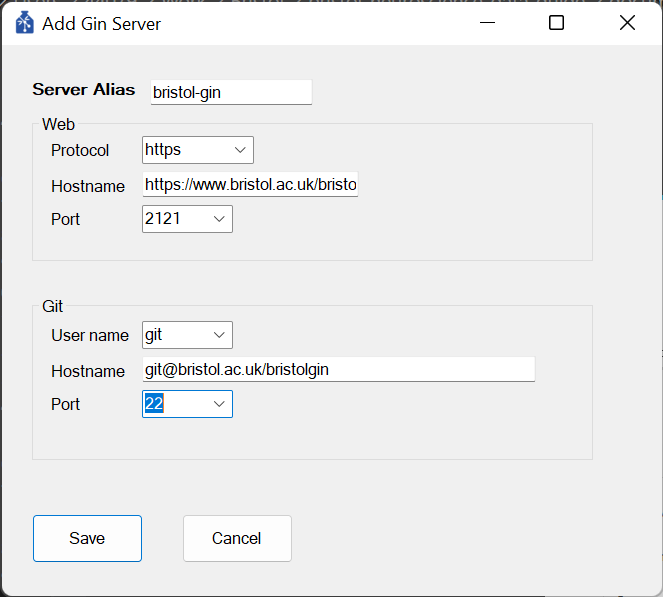 Add Gin Server
Server Alias bristol-gin
Web
Protocol https
Hostname https://www.bristol.ac.uk/bristo
Port 2121
Git
User name git
Hostname git@bristol.ac.uk/bristolgin
Port 22
Save Cancel